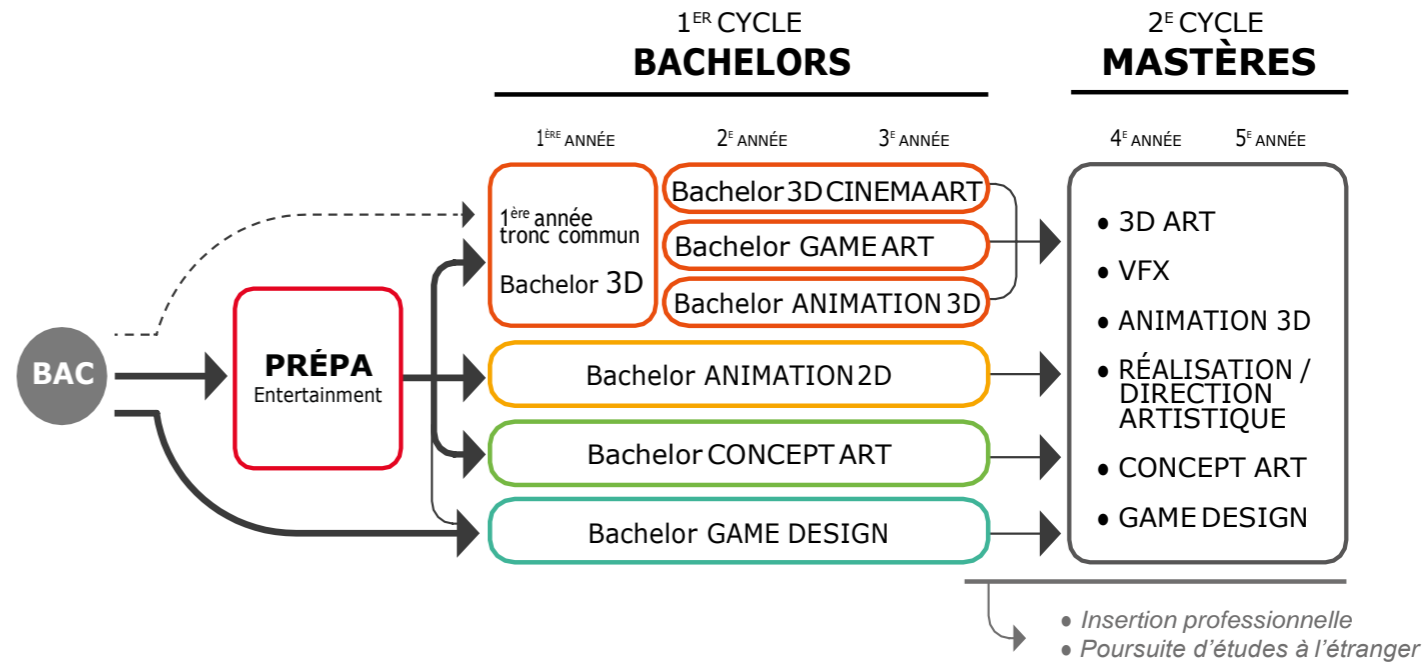 1ER CYCLE
BACHELORS
2E CYCLE
MASTÈRES
1ÈRE ANNÉE
2E ANNÉE
3E ANNÉE
4E ANNÉE
5E ANNÉE
BAC
PRÉPA
Entertainment
1ère année
tronc commun
Bachelor 3D
Bachelor 3D CINEMA ART
Bachelor GAME ART
Bachelor ANIMATION 3D
Bachelor ANIMATION 2D
Bachelor CONCEPT ART
Bachelor GAME DESIGN
• 3D ART
• VFX
• ANIMATION 3D
• RÉALISATION /
DIRECTION
ARTISTIQUE
• CONCEPT ART
• GAME DESIGN
• Insertion professionnelle
• Poursuite d'études à l'étranger